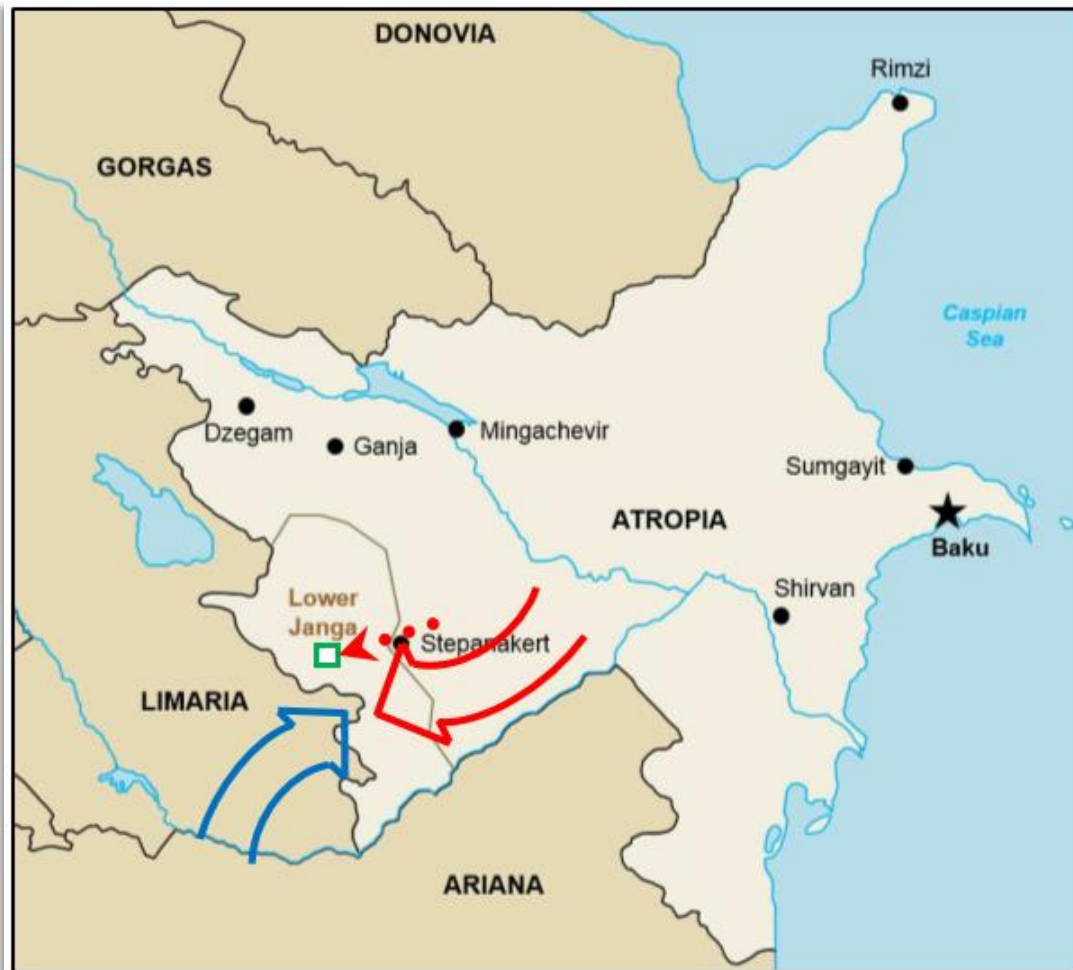 DONOVIA
Rimzi
GORGAS
Caspian
Sea
Dzegam
Ganja
Mingachevir
Sumgayit
ATROPIA
Baku
Lower
Janga
Shirvan
Stepanakert
LIMARIA
ARIANA